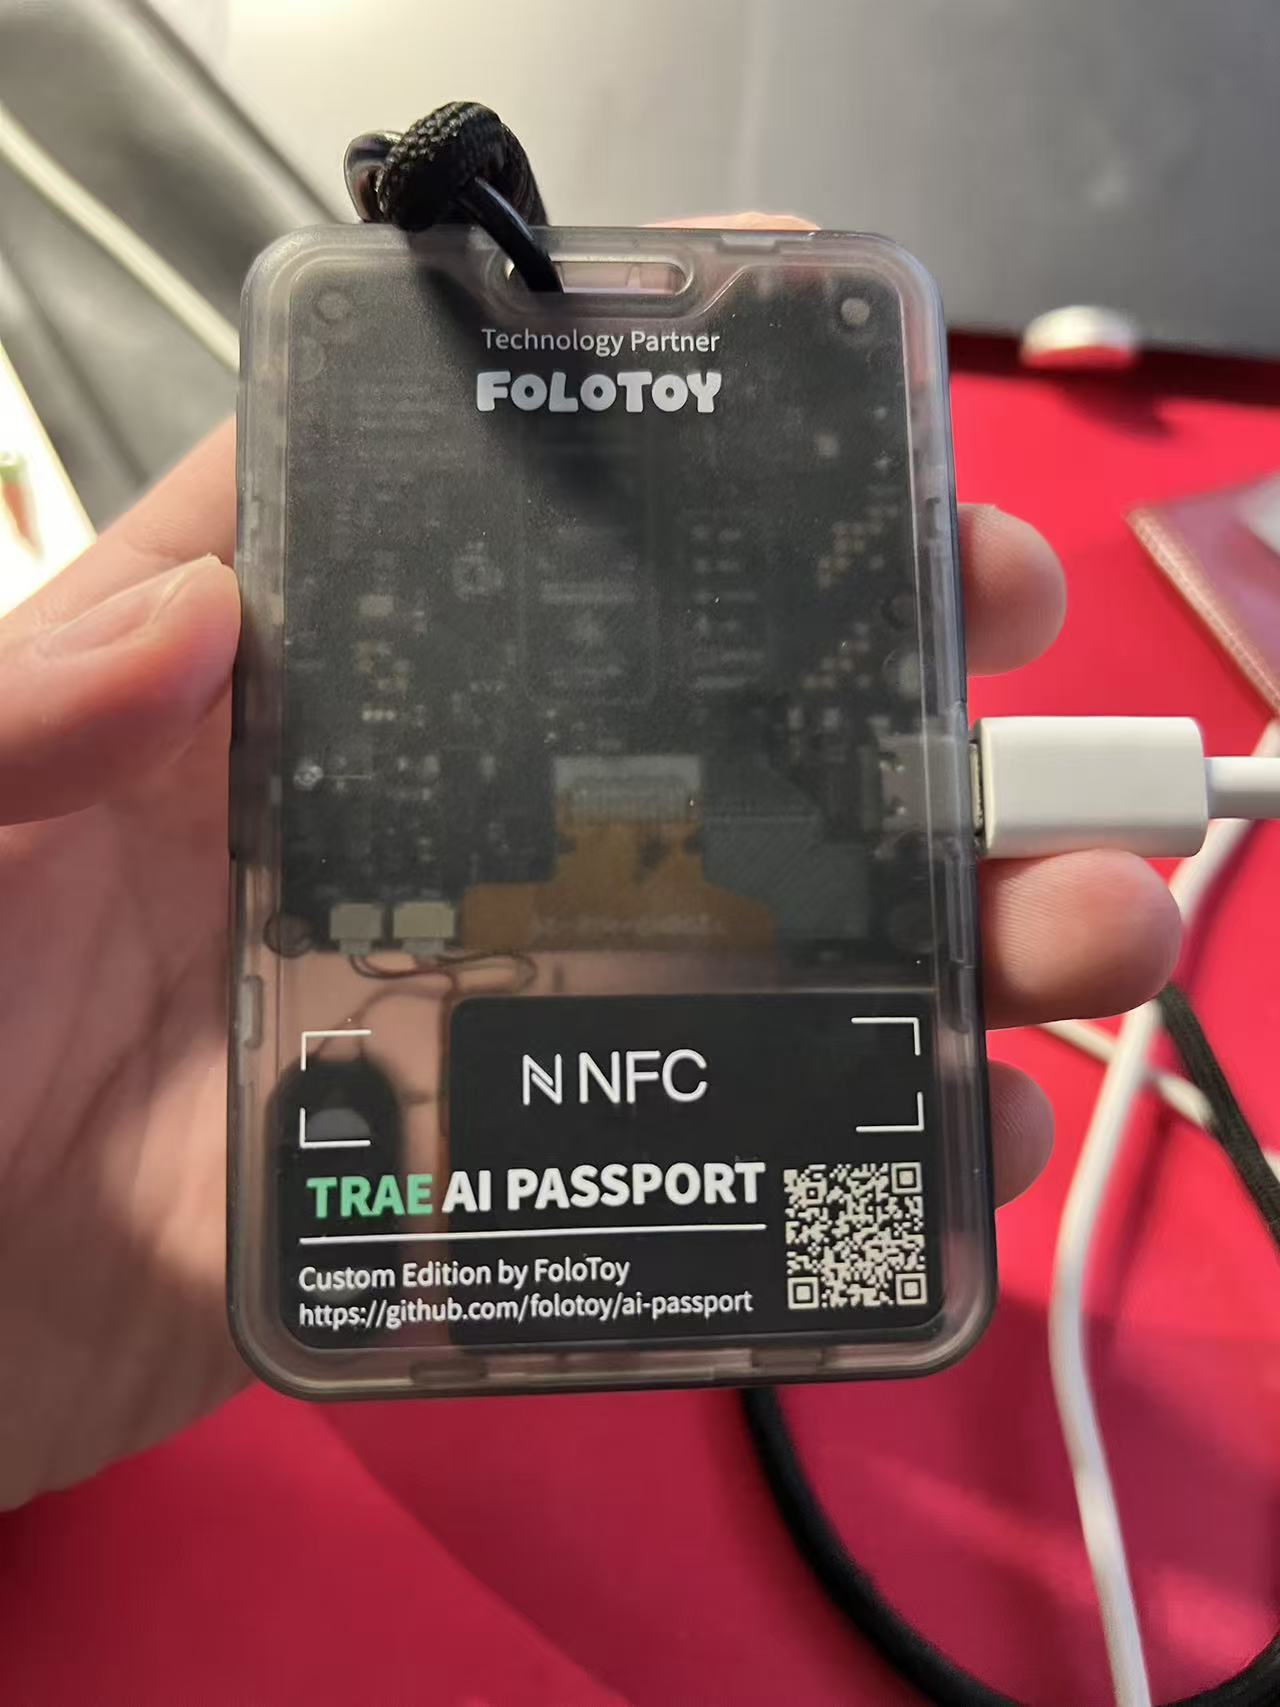 Technology Partner
FOLOTOY
NFC
TRAE AI PASSPORT
Custom Edition by FoloToy
https://github.com/folotoy/ai-passport